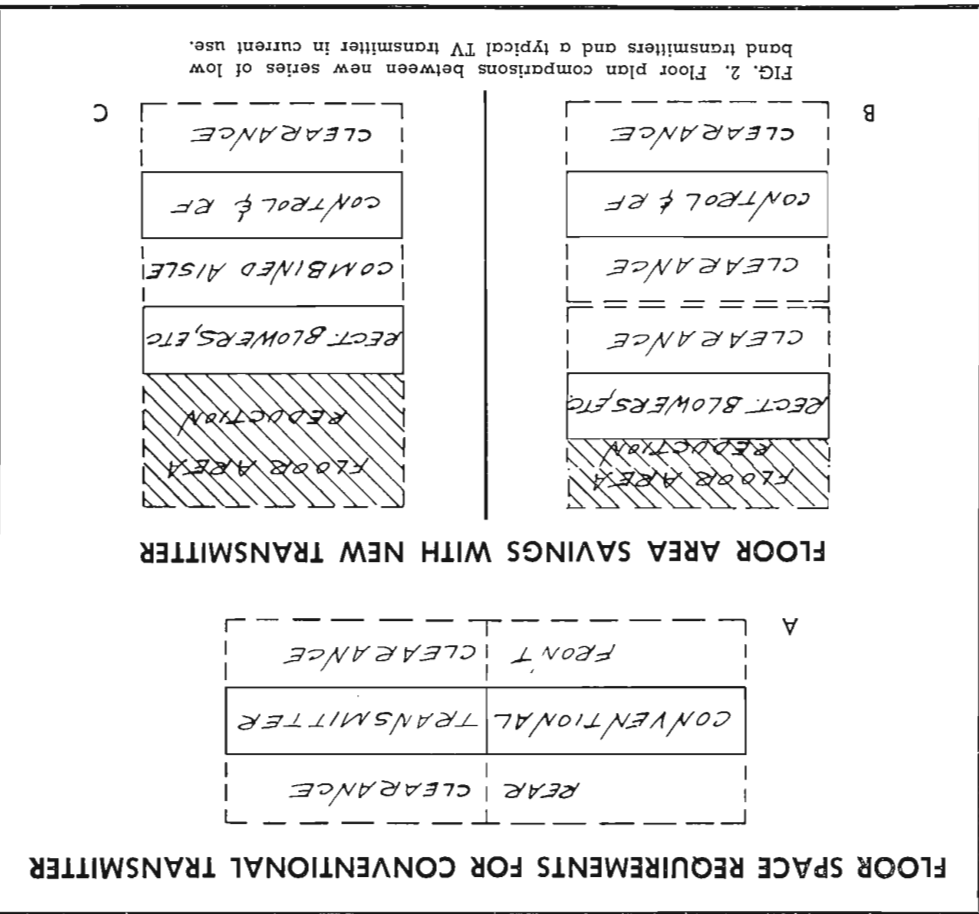 FLOOR SPACE REQUIREMENTS FOR CONVENTIONAL TRANSMITTER
REAR CLEARANCE
CONVENTIONAL TRANSMITTER
FRONT CLEARANCE
A
FLOOR AREA SAVINGS WITH NEW TRANSMITTER
FLOOR AREA
REDUCTION
RECT. BLOWERS, ETC
CLEARANCE
CLEARANCE
CONTROL & RF
CLEARANCE
B
FLOOR AREA
REDUCTION
RECT. BLOWERS, ETC
COMBINED AISLE
CONTROL & RF
CLEARANCE
C
FIG. 2. Floor plan comparisons between new series of low
band transmitters and a typical TV transmitter in current use.